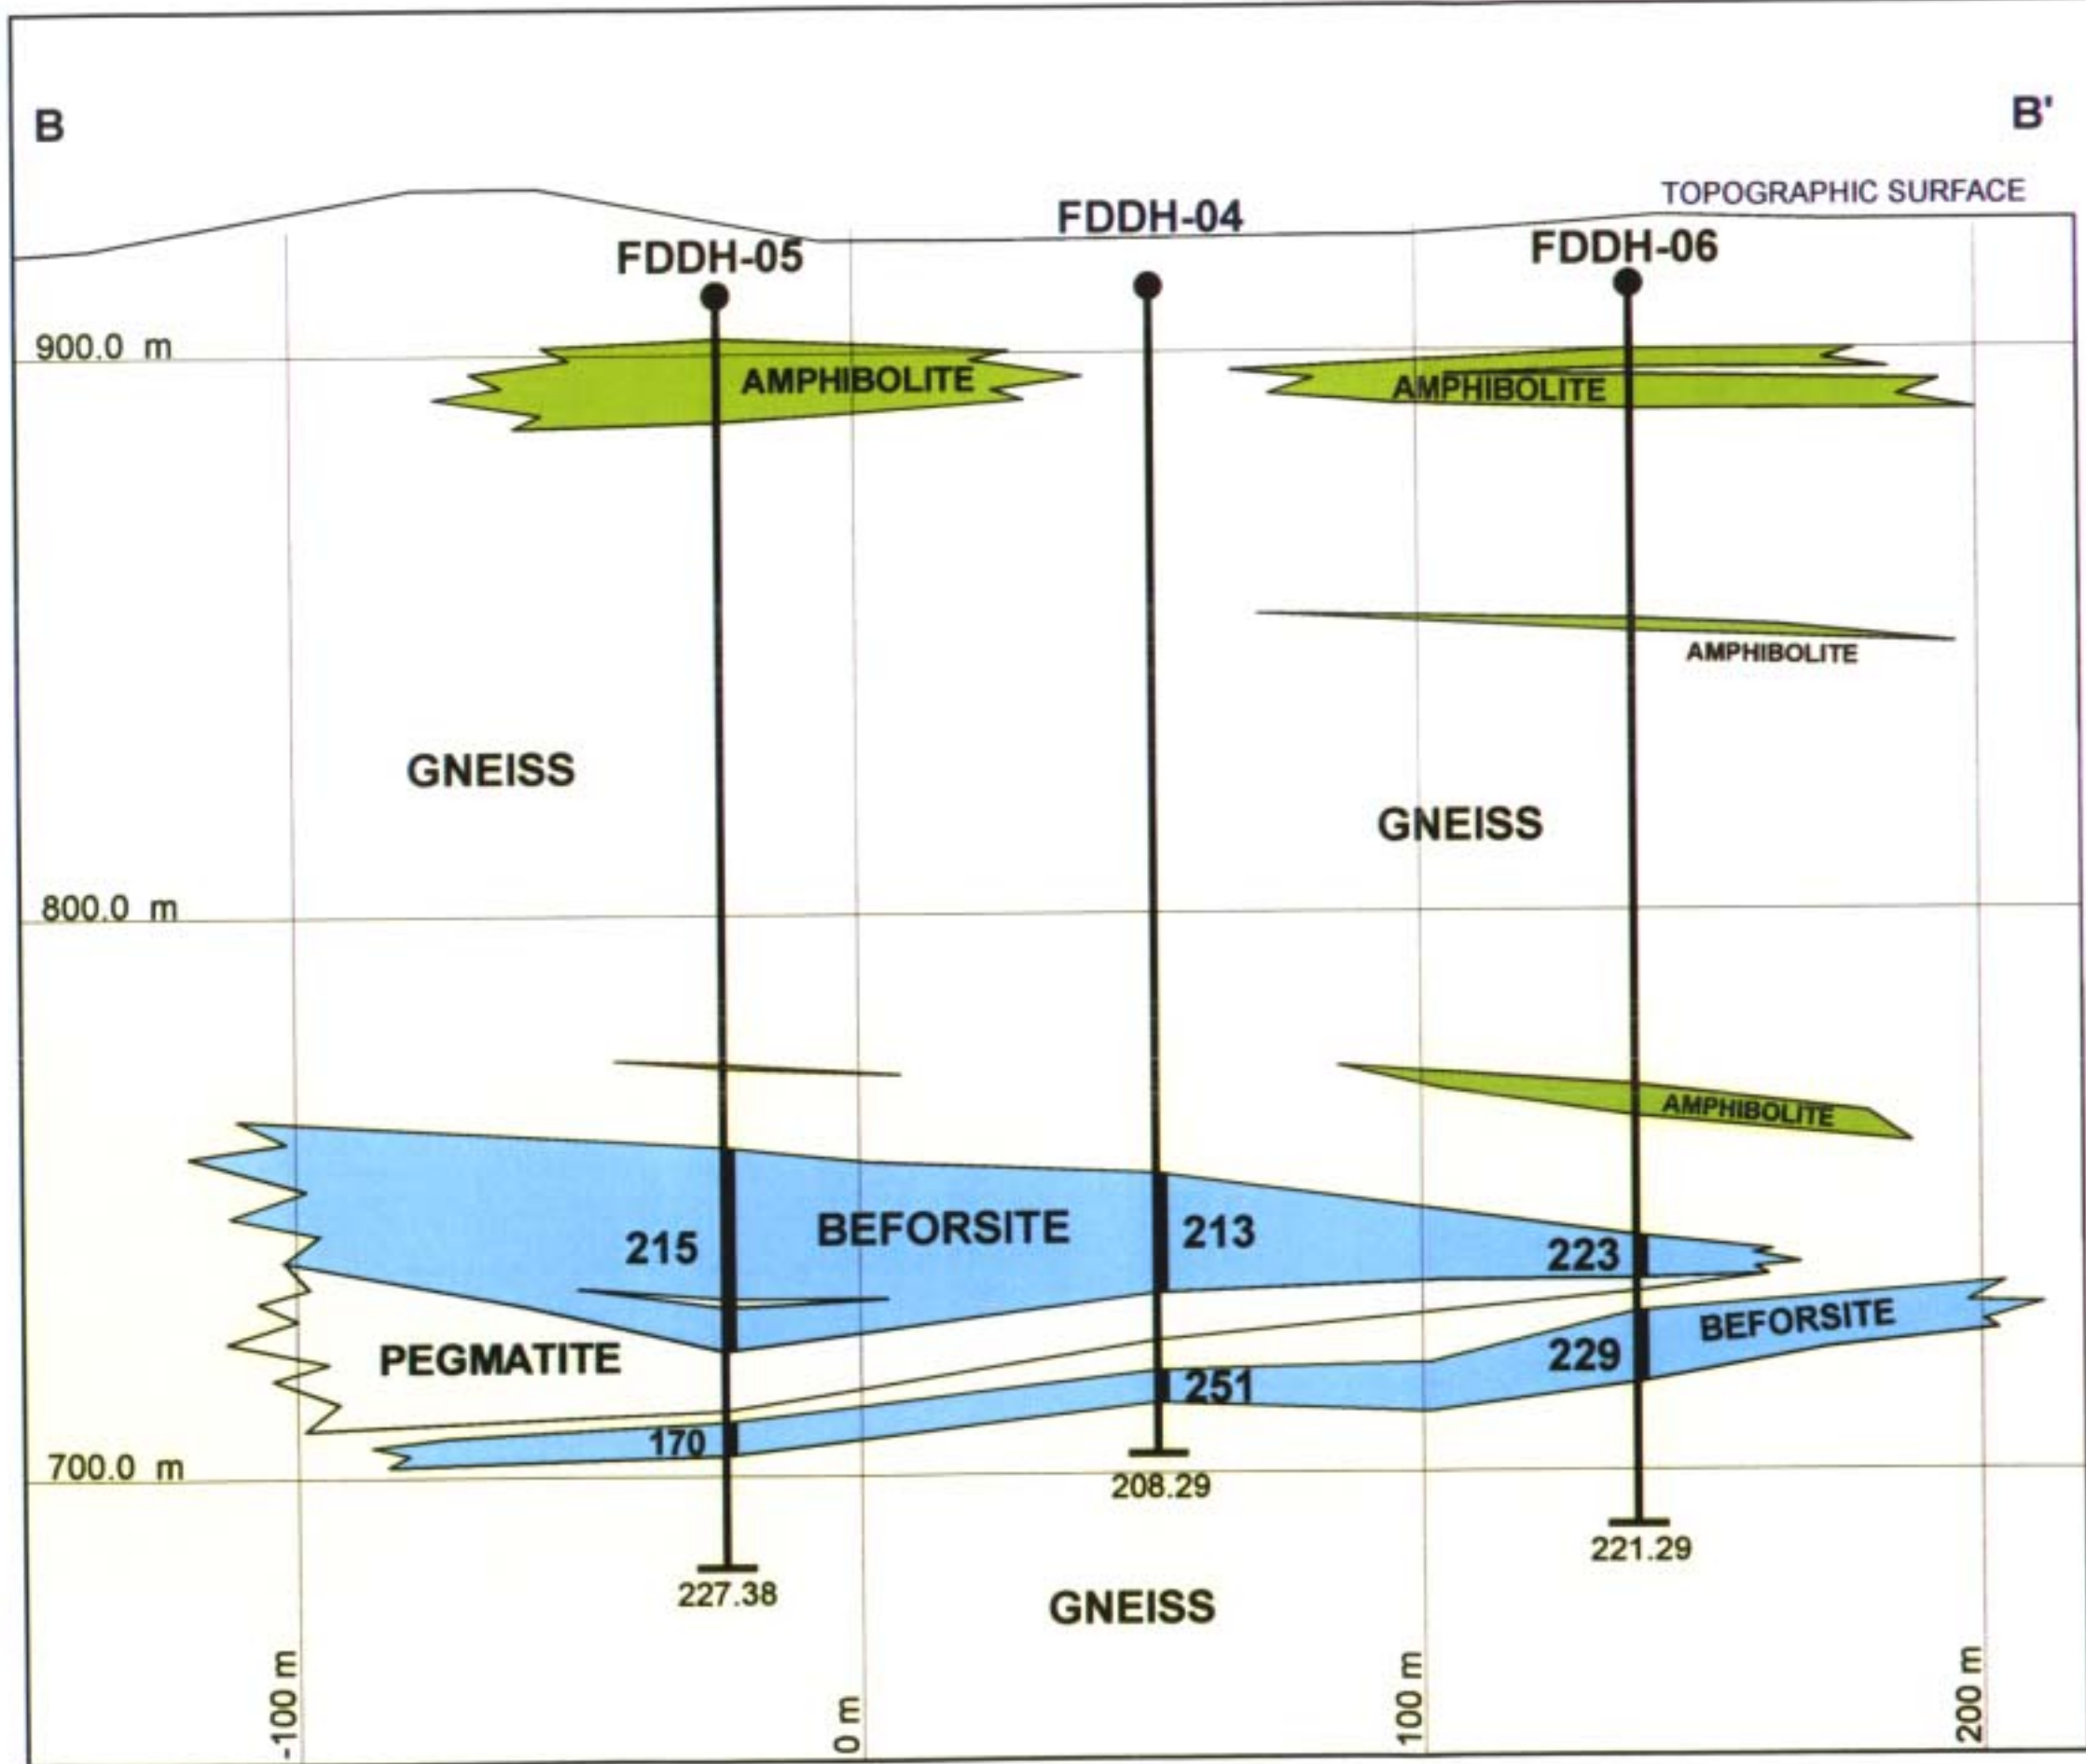 B
B'
TOPOGRAPHIC SURFACE
FDDH-04
FDDH-05
FDDH-06
900.0 m
AMPHIBOLITE
AMPHIBOLITE
AMPHIBOLITE
GNEISS
GNEISS
800.0 m
AMPHIBOLITE
215
BEFORSITE
213
223
BEFORSITE
PEGMATITE
229
251
170
700.0 m
208.29
221.29
227.38
GNEISS
-100 m
0 m
100 m
200 m